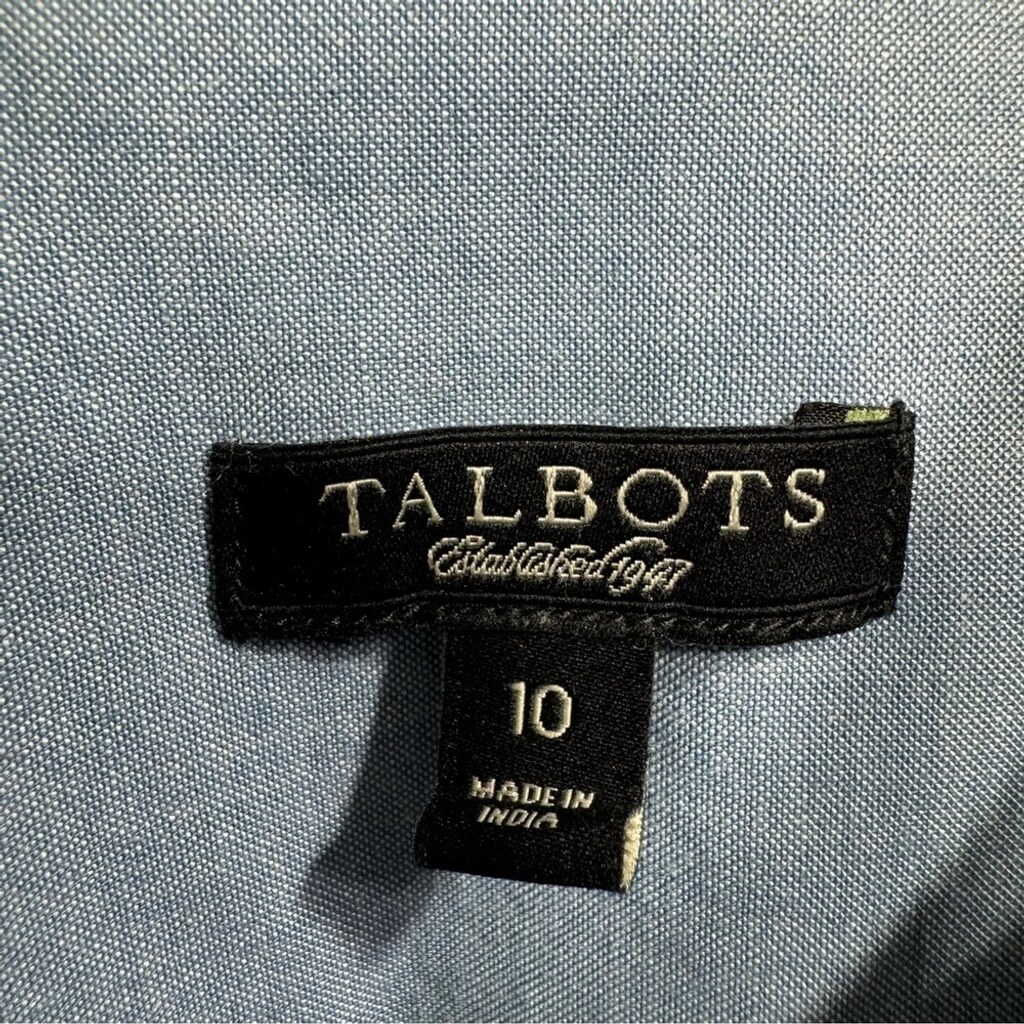 TALBOTS
Established 1947
10
MADE IN
INDIA